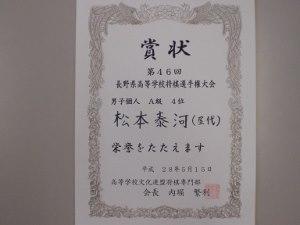 賞状
第46回
長野県高等学校将棋選手権大会
男子個人 A級 4位
松本泰河(屋代)
栄誉をたたえます
平成 28年5月15日
高等学校文化連盟将棋専門部
会長 内堀 繁利